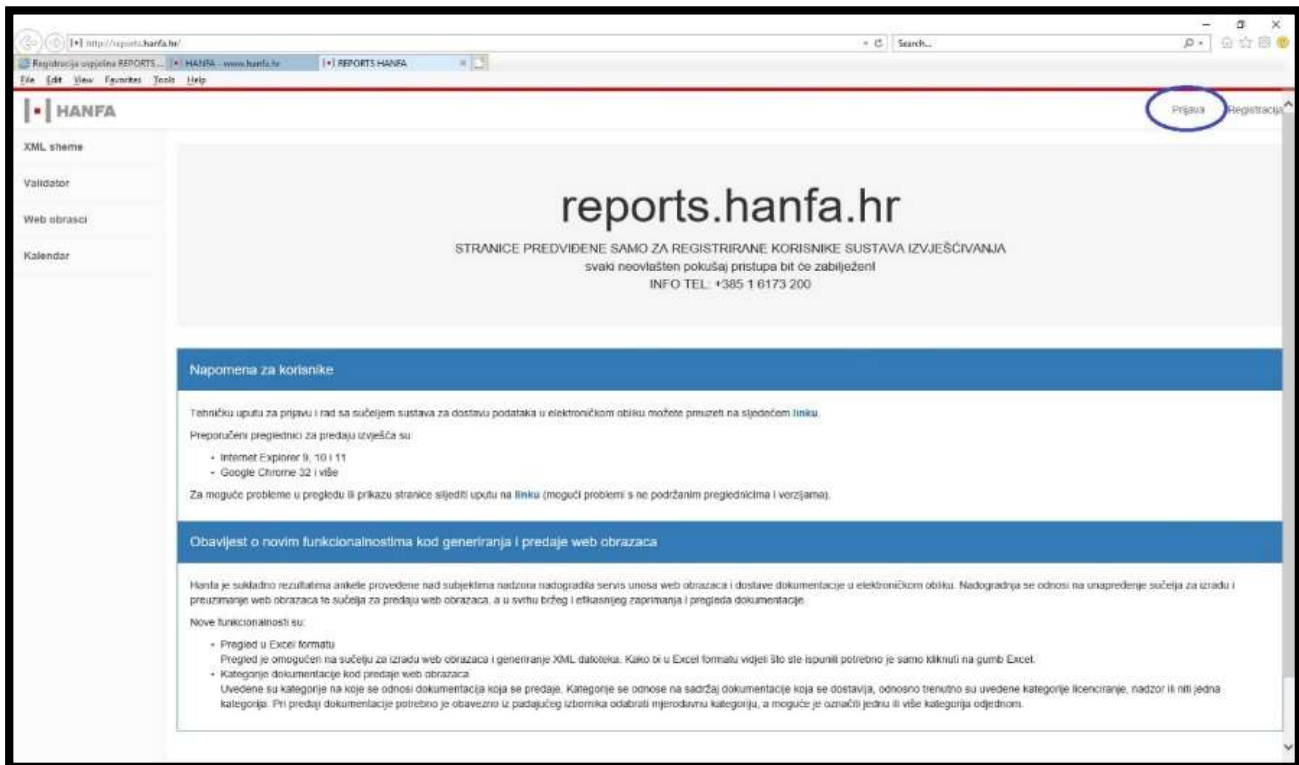 http://reports.hanfa.hr/
Search...
Registracija uspješna REPORTS...
HANFA - www.hanfa.hr
REPORTS HANFA
File Edit View Favorites Tools Help
HANFA
Prijava
Registracija
XML sheme
Validator
Web obrasci
Kalendar
reports.hanfa.hr
STRANICE PREDVIĐENE SAMO ZA REGISTRIRANE KORISNIKE SUSTAVA IZVJEŠĆIVANJA
svaki neovlašten pokušaj pristupa bit će zabilježen!
INFO TEL: +385 1 6173 200
Napomena za korisnike
Tehničku uputu za prijavu i rad sa sučeljem sustava za dostavu podataka u elektroničkom obliku možete preuzeti na sljedećem linku.
Preporučeni preglednici za predaju izvješća su:
• Internet Explorer 9, 10 i 11
• Google Chrome 32 i više
Za moguće probleme u pregledu ili prikazu stranice slijediti uputu na linku (mogući problemi s ne podržanim preglednicima i verzijama).
Obavijest o novim funkcionalnostima kod generiranja i predaje web obrazaca
Hanfa je sukladno rezultatima ankete provedene nad subjektima nadzora nadogradila servis unosa web obrazaca i dostave dokumentacije u elektroničkom obliku. Nadogradnja se odnosi na unapređenje sučelja za izradu i
preuzimanje web obrazaca te sučelja za predaju web obrazaca, a u svrhu bržeg i efikasnijeg zaprimanja i pregleda dokumentacije.
Nove funkcionalnosti su:
• Pregled u Excel formatu
Pregled je omogućen na sučelju za izradu web obrazaca i generiranje XML datoteka. Kako bi u Excel formatu vidjeli što ste ispunili potrebno je samo kliknuti na gumb Excel.
• Kategorije dokumentacije kod predaje web obrazaca
Uvedene su kategorije na koje se odnosi dokumentacija koja se predaje. Kategorije se odnose na sadržaj dokumentacije koja se dostavlja, odnosno trenutno su uvedene kategorije licenciranje, nadzor ili niti jedna
kategorija. Pri predaji dokumentacije potrebno je obavezno iz padajućeg izbornika odabrati mjerodavnu kategoriju, a moguće je označiti jednu ili više kategorija odjednom.